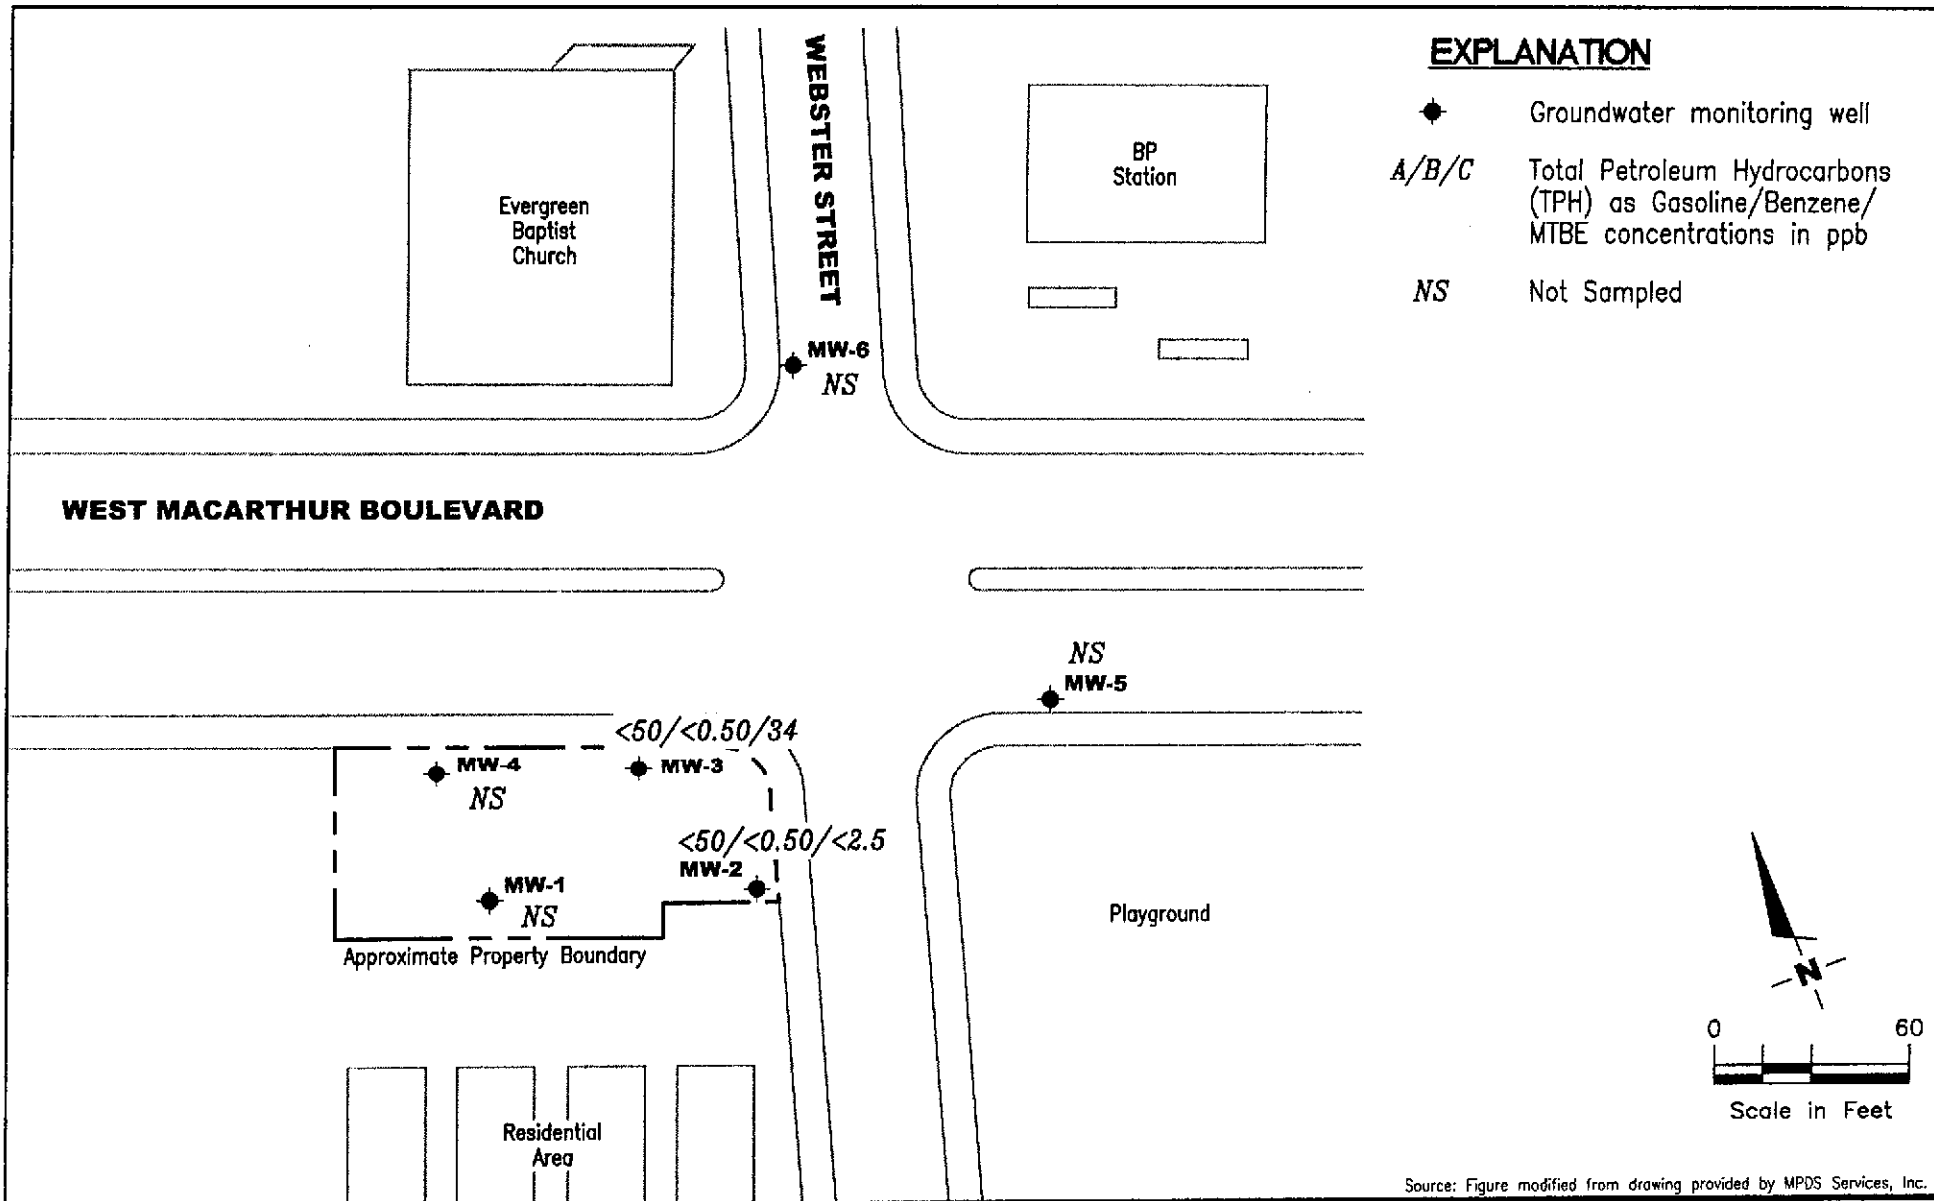 EXPLANATION
Groundwater monitoring well
A/B/C Total Petroleum Hydrocarbons
(TPH) as Gasoline/Benzene/
MTBE concentrations in ppb
NS Not Sampled
WEBSTER STREET
Evergreen
Baptist
Church
BP
Station
MW-6
NS
WEST MACARTHUR BOULEVARD
NS
MW-5
<50/<0.50/34
MW-4
NS
MW-3
<50/<0.50/<2.5
MW-2
MW-1
NS
Approximate Property Boundary
Playground
Residential
Area
N
0 60
Scale in Feet
Source: Figure modified from drawing provided by MPDS Services, Inc.